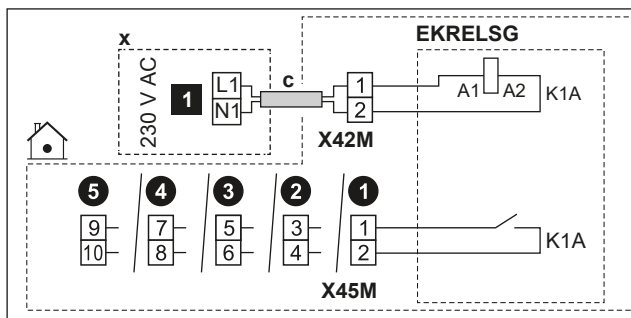 x
EKRELSG
230 V AC
1
L1
N1
c
1
2
X42M
A1 A2
K1A
5 4 3 2 1
9 7 5 3 1
10 8 6 4 2
X45M
K1A